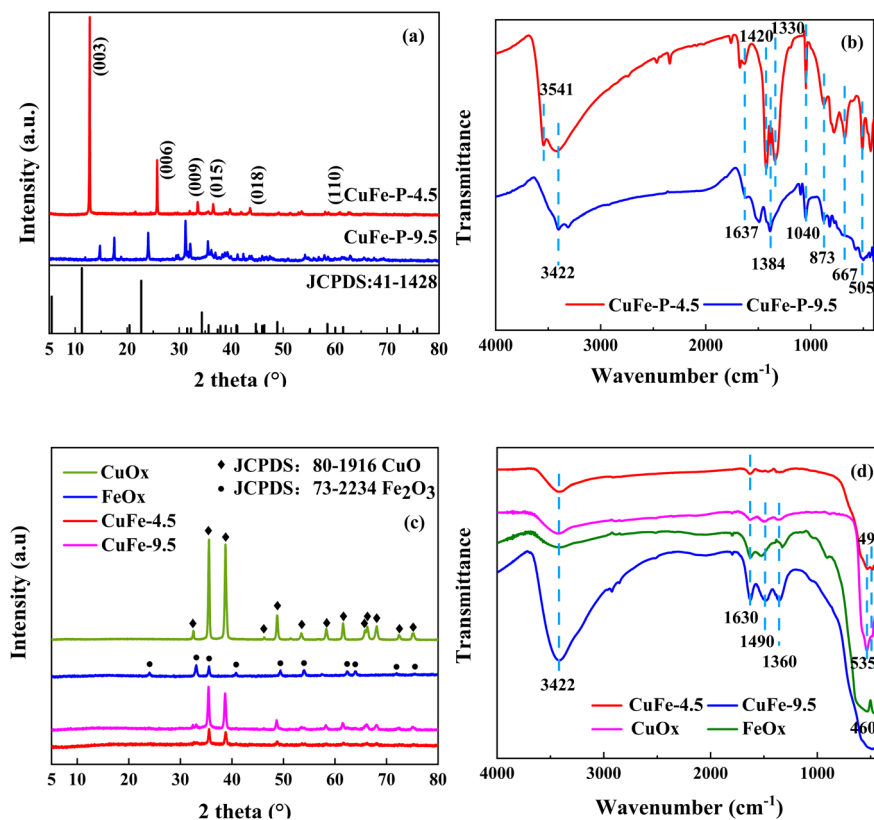 (a)
(003)
(006)
(009)
(015)
(018)
(110)
CuFe-P-4.5
CuFe-P-9.5
JCPDS:41-1428
Intensity (a.u.)
5 10 20 30 40 50 60 70 80
2 theta (°)
(b)
1420 1330
3541
1637
1384
1040
873
667
505
3422
CuFe-P-4.5 CuFe-P-9.5
Transmittance
4000 3000 2000 1000
Wavenumber (cm-1)
CuOx
FeOx
CuFe-4.5
CuFe-9.5
JCPDS: 80-1916 CuO
JCPDS: 73-2234 Fe2O3
(c)
Intensity (a.u)
5 10 20 30 40 50 60 70 80
2 theta (°)
(d)
49
1630
1490
1360
3422
535
460
CuFe-4.5 CuFe-9.5
CuOx FeOx
Transmittance
4000 3000 2000 1000
Wavenumber (cm-1)